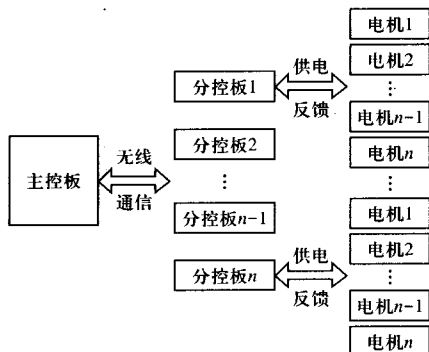 主控板
无线
通信
分控板1
分控板2
⋮
分控板n-1
分控板n
供电
反馈
供电
反馈
电机1
电机2
⋮
电机n-1
电机n
⋮
电机1
电机2
⋮
电机n-1
电机n